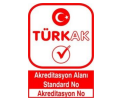 TÜRKAK
Akreditasyon Alanı
Standard No
Akreditasyon No